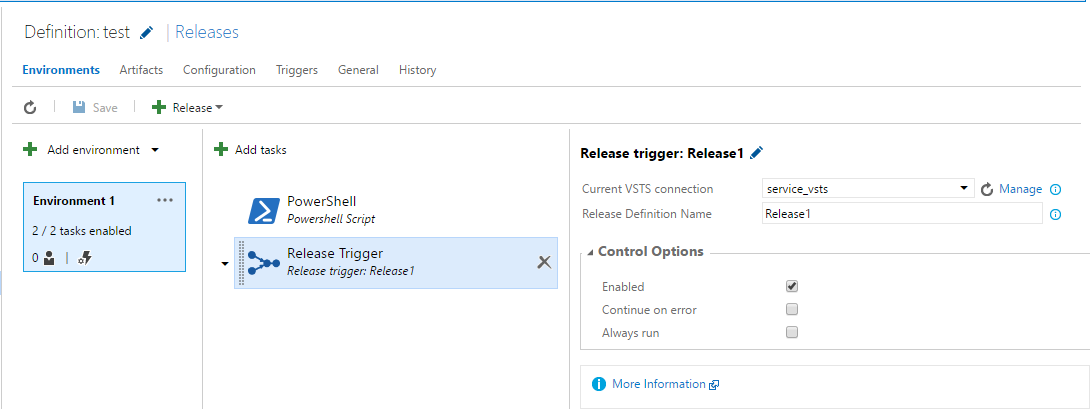 Definition: test | Releases
Environments Artifacts Configuration Triggers General History
Save Release
Add environment
Environment 1 ...
2 / 2 tasks enabled
0
Add tasks
PowerShell
Powershell Script
Release Trigger
Release trigger: Release1
Release trigger: Release1
Current VSTS connection service_vsts Manage
Release Definition Name Release1
Control Options
Enabled
Continue on error
Always run
More Information